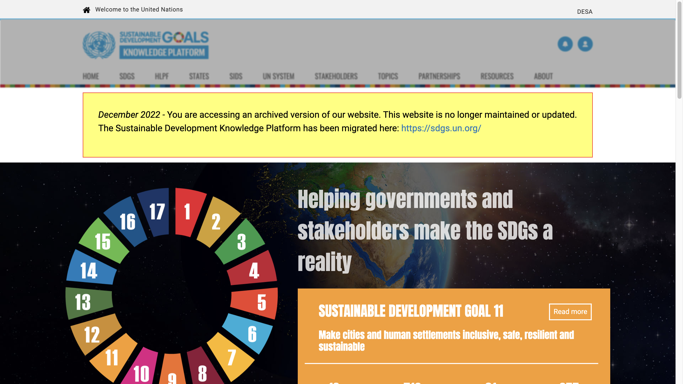 Welcome to the United Nations
DESA
SUSTAINABLE
DEVELOPMENT GOALS
KNOWLEDGE PLATFORM
HOME SDGS HLPF STATES SIDS UN SYSTEM STAKEHOLDERS TOPICS PARTNERSHIPS RESOURCES ABOUT
December 2022 - You are accessing an archived version of our website. This website is no longer maintained or updated.
The Sustainable Development Knowledge Platform has been migrated here: https://sdgs.un.org/
Helping governments and
stakeholders make the SDGs a
reality
17 1
16 2
15 3
14 4
13 5
12 6
11 7
10 9 8
SUSTAINABLE DEVELOPMENT GOAL 11
Read more
Make cities and human settlements inclusive, safe, resilient and
sustainable